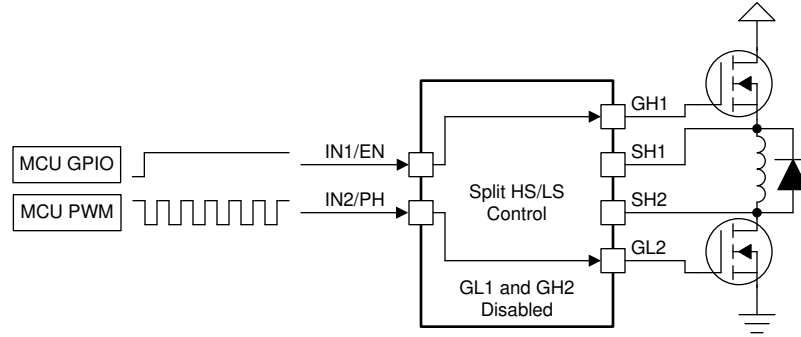 GH1
MCU GPIO
IN1/EN
SH1
MCU PWM
IN2/PH
Split HS/LS
Control
SH2
GL2
GL1 and GH2
Disabled